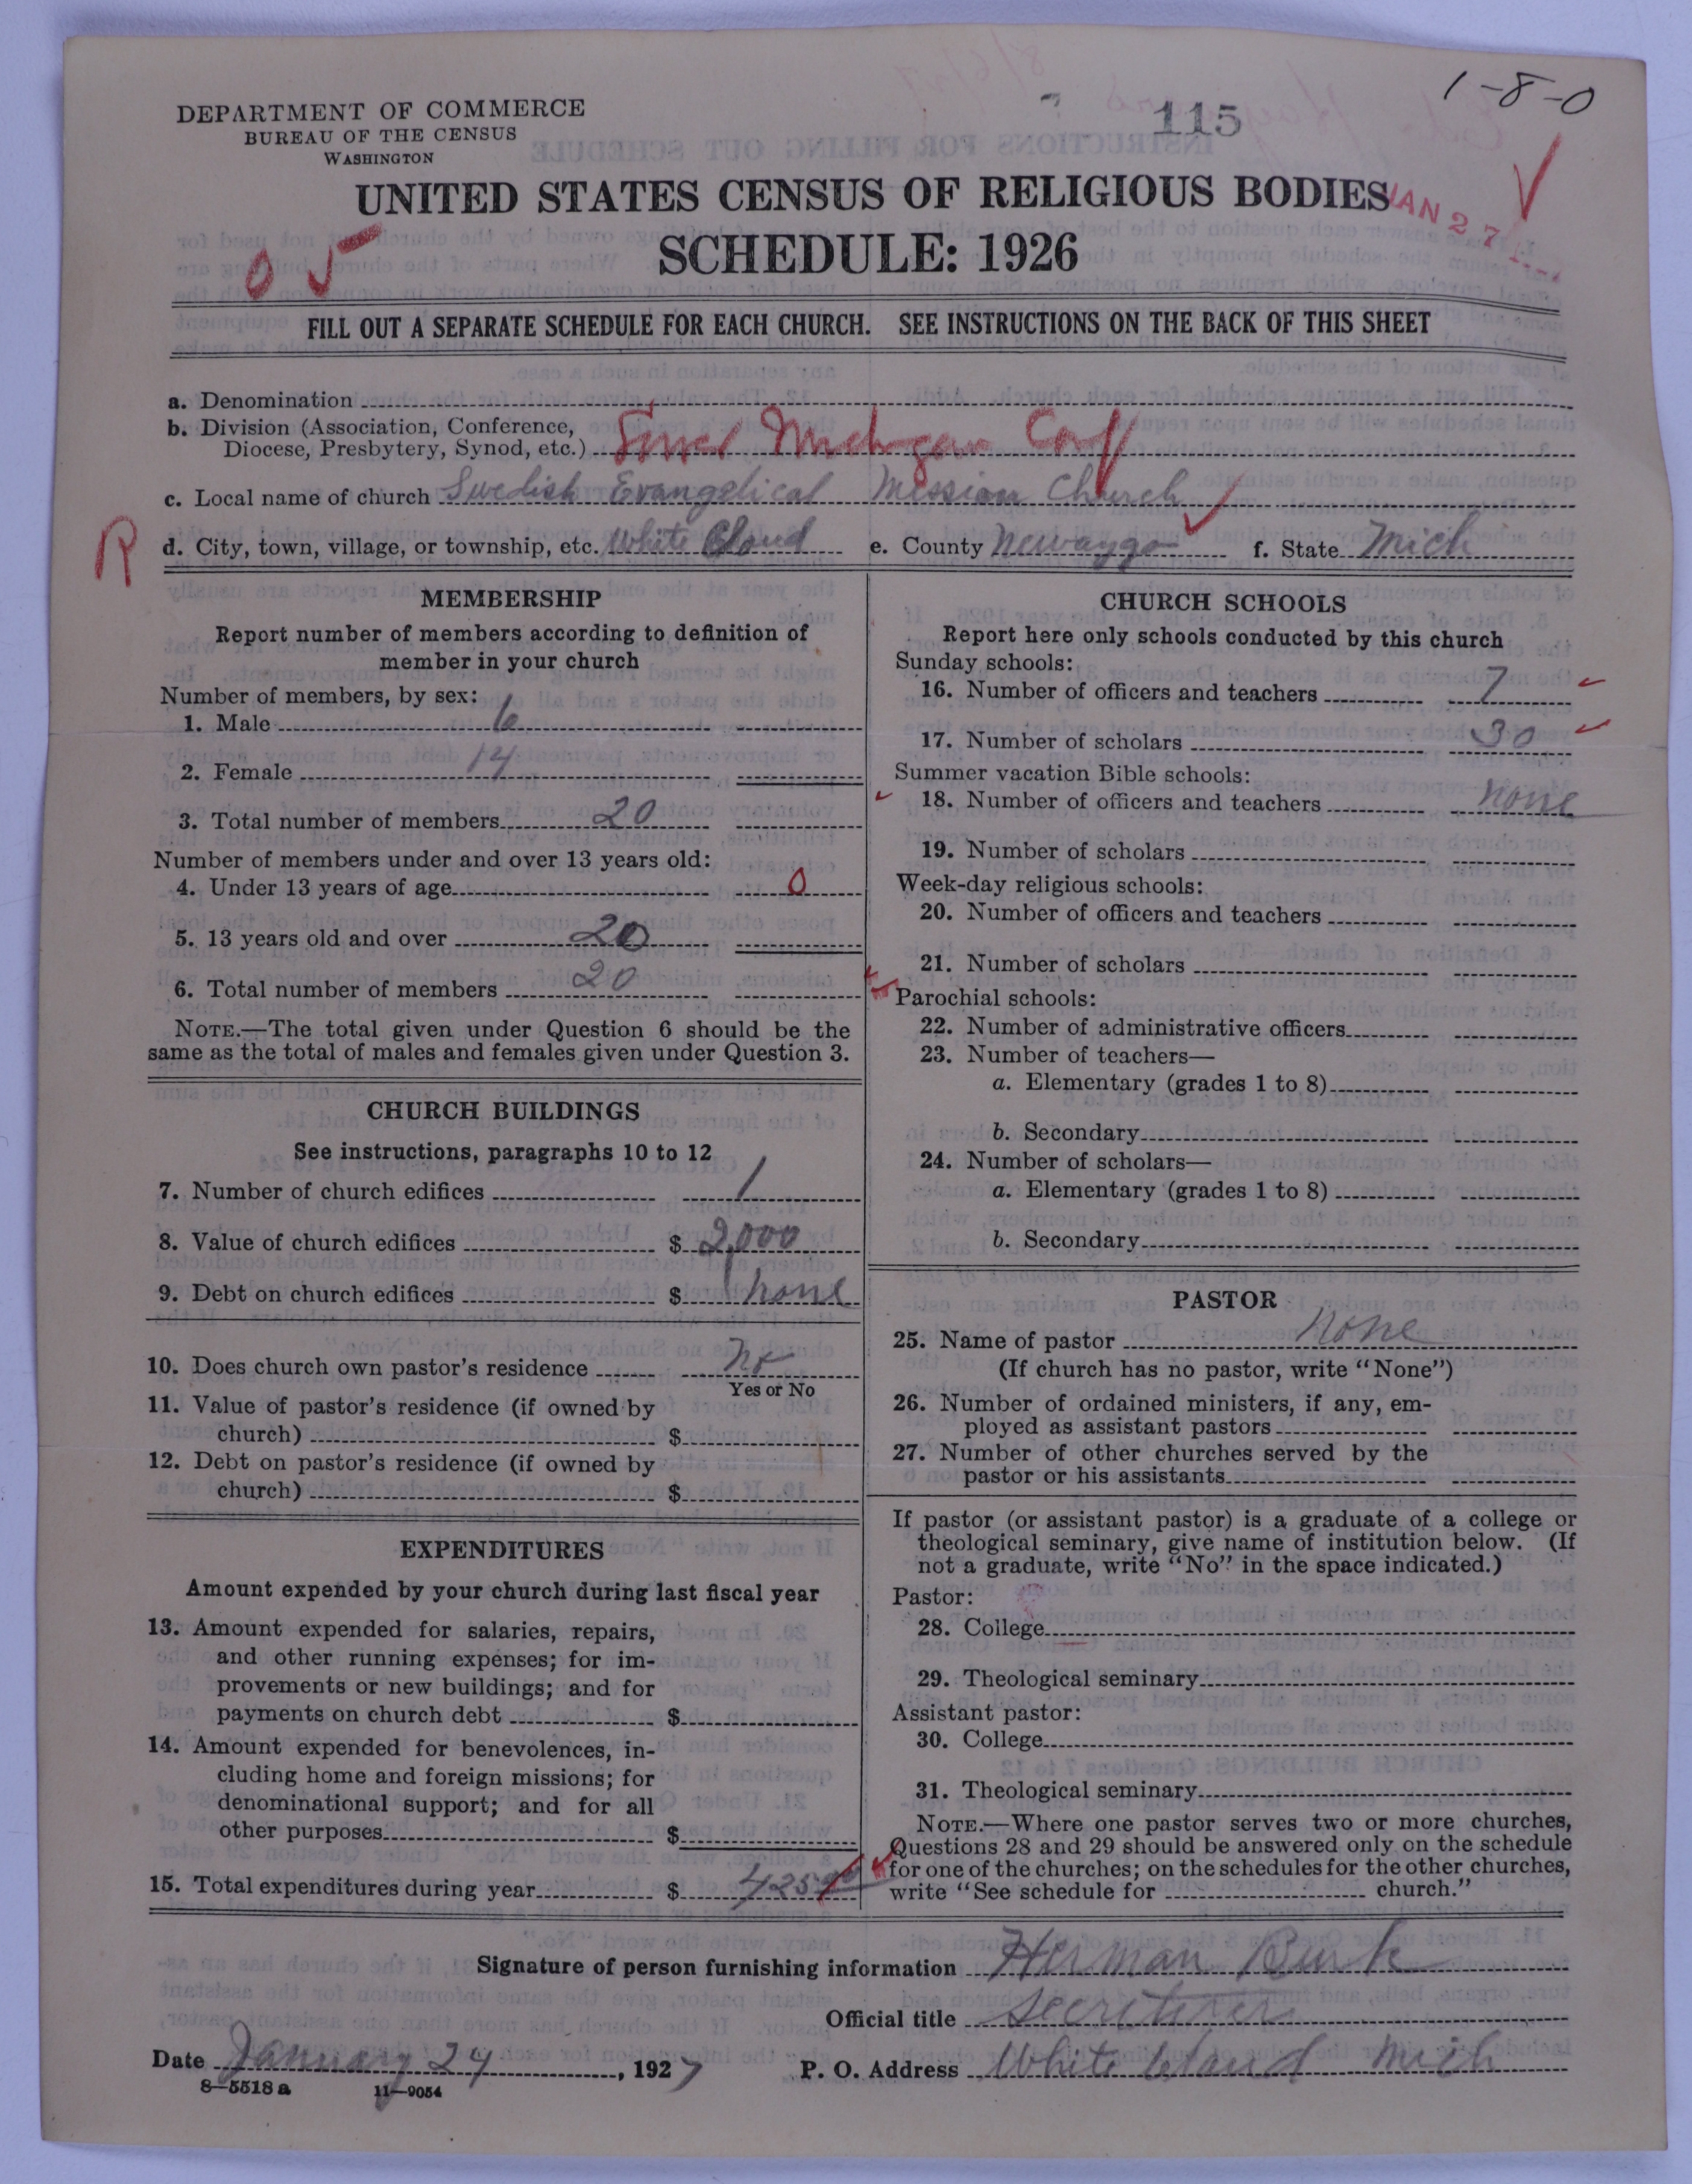 1-8-0
DEPARTMENT OF COMMERCE
BUREAU OF THE CENSUS
WASHINGTON
115
UNITED STATES CENSUS OF RELIGIOUS BODIES
JAN 27
SCHEDULE: 1926
FILL OUT A SEPARATE SCHEDULE FOR EACH CHURCH. SEE INSTRUCTIONS ON THE BACK OF THIS SHEET
a. Denomination
b. Division (Association, Conference,
Diocese, Presbytery, Synod, etc.) Michigan Conf
c. Local name of church Swedish Evangelical Mission Church
R
d. City, town, village, or township, etc. White Cloud e. County Newaygo f. State Mich
MEMBERSHIP
Report number of members according to definition of
member in your church
Number of members, by sex:
1. Male 6
2. Female 14
3. Total number of members 20
Number of members under and over 13 years old:
4. Under 13 years of age 0
5. 13 years old and over 20
6. Total number of members 20
NOTE.—The total given under Question 6 should be the
same as the total of males and females given under Question 3.
CHURCH BUILDINGS
See instructions, paragraphs 10 to 12
7. Number of church edifices 1
8. Value of church edifices $ 2,000
9. Debt on church edifices $ none
10. Does church own pastor's residence No
Yes or No
11. Value of pastor's residence (if owned by
church) $
12. Debt on pastor's residence (if owned by
church) $
EXPENDITURES
Amount expended by your church during last fiscal year
13. Amount expended for salaries, repairs,
and other running expenses; for im-
provements or new buildings; and for
payments on church debt $
14. Amount expended for benevolences, in-
cluding home and foreign missions; for
denominational support; and for all
other purposes $
15. Total expenditures during year $ 425
CHURCH SCHOOLS
Report here only schools conducted by this church
Sunday schools:
16. Number of officers and teachers 7
17. Number of scholars 30
Summer vacation Bible schools:
18. Number of officers and teachers none
19. Number of scholars
Week-day religious schools:
20. Number of officers and teachers
21. Number of scholars
Parochial schools:
22. Number of administrative officers
23. Number of teachers—
a. Elementary (grades 1 to 8)
b. Secondary
24. Number of scholars—
a. Elementary (grades 1 to 8)
b. Secondary
PASTOR
25. Name of pastor None
(If church has no pastor, write "None")
26. Number of ordained ministers, if any, em-
ployed as assistant pastors
27. Number of other churches served by the
pastor or his assistants
If pastor (or assistant pastor) is a graduate of a college or
theological seminary, give name of institution below. (If
not a graduate, write "No" in the space indicated.)
Pastor:
28. College
29. Theological seminary
Assistant pastor:
30. College
31. Theological seminary
NOTE.—Where one pastor serves two or more churches,
Questions 28 and 29 should be answered only on the schedule
for one of the churches; on the schedules for the other churches,
write "See schedule for church."
Signature of person furnishing information Herman Burk
Official title
Date January 24, 1927 P. O. Address White Cloud Mich
8-5518 a 11-9054